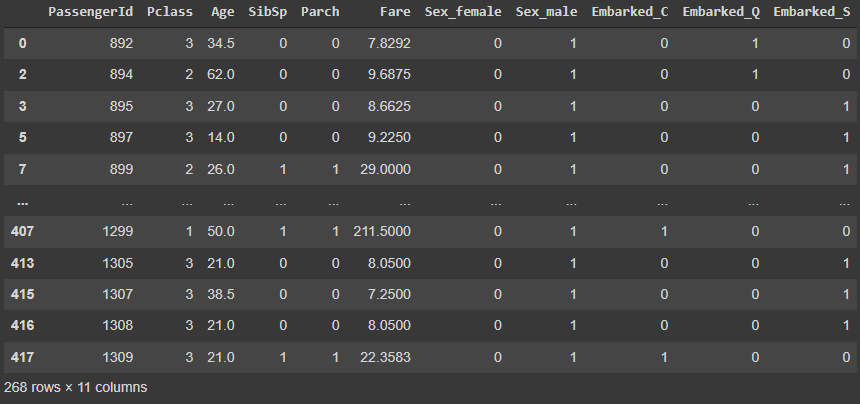 PassengerId Pclass Age SibSp Parch Fare Sex_female Sex_male Embarked_C Embarked_Q Embarked_S
0 892 3 34.5 0 0 7.8292 0 1 0 1 0
2 894 2 62.0 0 0 9.6875 0 1 0 1 0
3 895 3 27.0 0 0 8.6625 0 1 0 0 1
5 897 3 14.0 0 0 9.2250 0 1 0 0 1
7 899 2 26.0 1 1 29.0000 0 1 0 0 1
... ... ... ... ... ... ... ... ... ... ... ...
407 1299 1 50.0 1 1 211.5000 0 1 1 0 0
413 1305 3 21.0 0 0 8.0500 0 1 0 0 1
415 1307 3 38.5 0 0 7.2500 0 1 0 0 1
416 1308 3 21.0 0 0 8.0500 0 1 0 0 1
417 1309 3 21.0 1 1 22.3583 0 1 1 0 0
268 rows × 11 columns